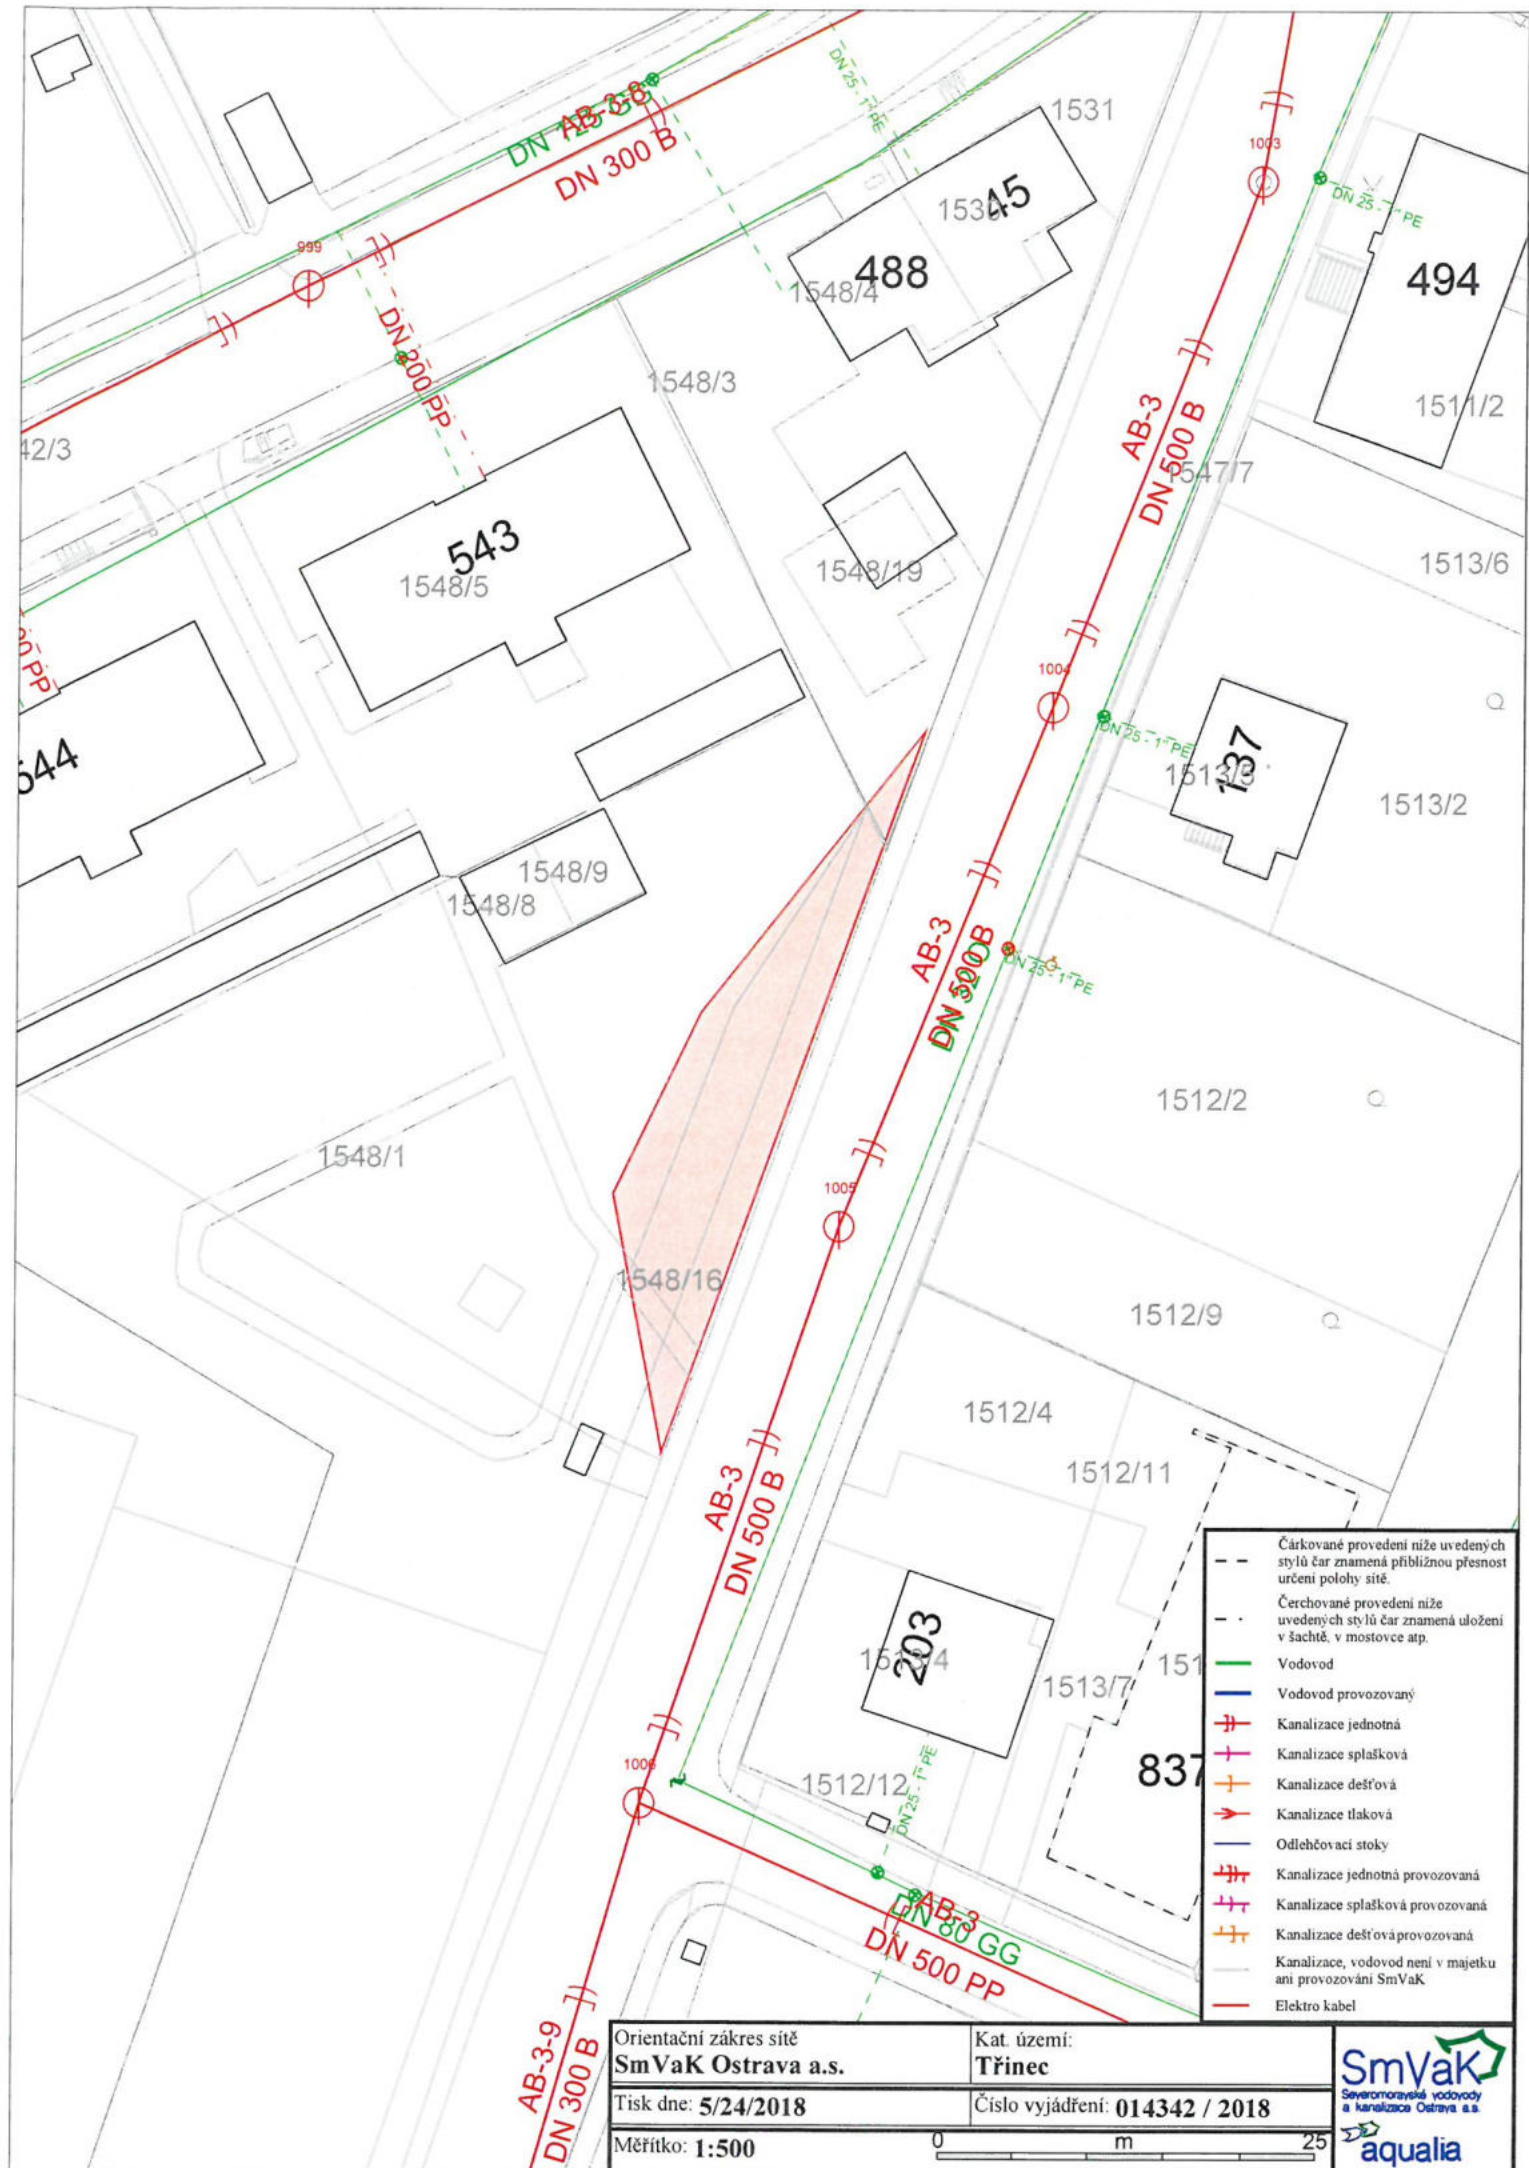 1531
DN 25 - 1" PE
AB-3-8
DN 300 B
1003
DN 25 - 1" PE
45
488
1548/4
494
999
DN 200 PP
1548/3
1511/2
42/3
AB-3
DN 500 B
1547/7
543
1548/5
1548/19
1513/6
544
1004
DN 25 - 1" PE
137
1513/5
1513/2
1548/9
1548/8
AB-3
DN 500 B
DN 25 - 1" PE
1512/2
1548/1
1005
1548/16
1512/9
1512/4
1512/11
AB-3
DN 500 B
203
1513/7
151
837
1006
1512/12
DN 25 - 1" PE
AB-3
DN 80 GG
DN 500 PP
AB-3-9
DN 300 B
Čárkované provedení níže uvedených
stylů čar znamená přibližnou přesnost
určení polohy sítě.
Čerchované provedení níže
uvedených stylů čar znamená uložení
v šachtě, v mostovce atp.
Vodovod
Vodovod provozovaný
Kanalizace jednotná
Kanalizace splašková
Kanalizace dešťová
Kanalizace tlaková
Odlehčovací stoky
Kanalizace jednotná provozovaná
Kanalizace splašková provozovaná
Kanalizace dešťová provozovaná
Kanalizace, vodovod není v majetku
ani provozování SmVaK
Elektro kabel
Orientační zákres sítě
SmVaK Ostrava a.s.
Kat. území:
Třinec
Tisk dne: 5/24/2018
Číslo vyjádření: 014342 / 2018
Měřítko: 1:500
0 m 25
SmVaK
Severomoravské vodovody
a kanalizace Ostrava a.s.
aqualia